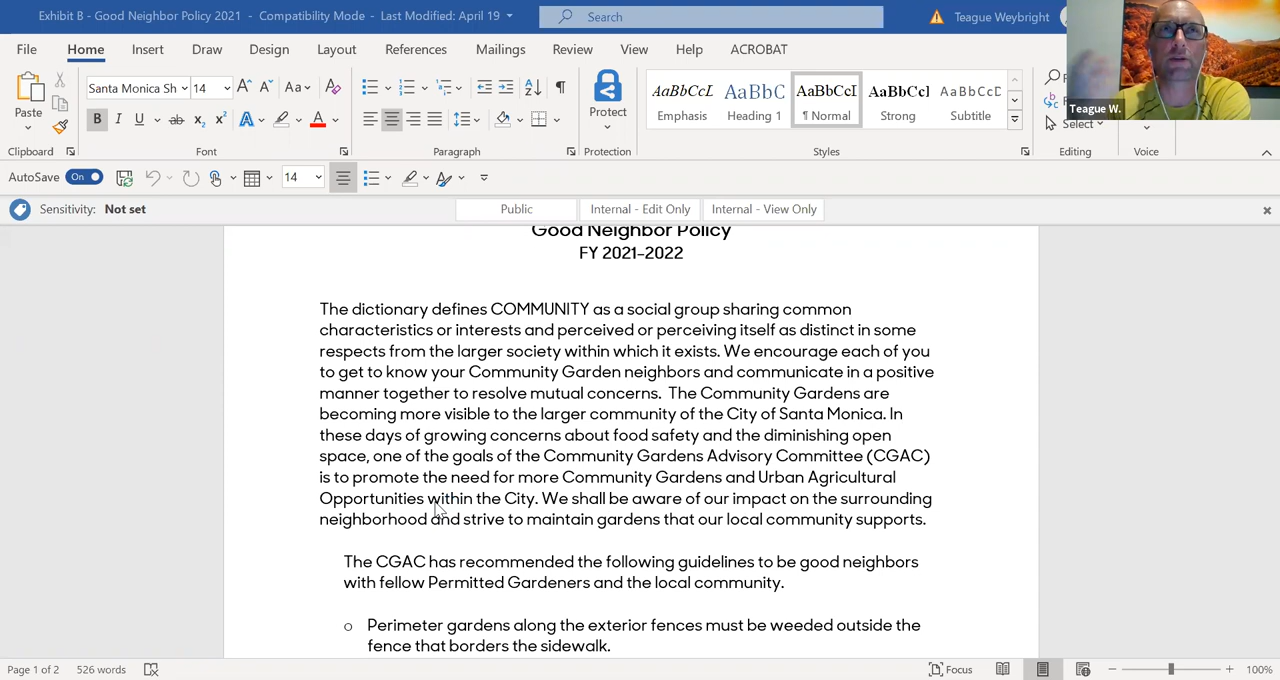 Exhibit B - Good Neighbor Policy 2021 - Compatibility Mode - Last Modified: April 19
Search
Teague Weybright
File Home Insert Draw Design Layout References Mailings Review View Help ACROBAT
Teague W.
Paste
Santa Monica Sh 14
Aa
Protect
AaBbCcL AaBbC AaBbCcI AaBbCcI AaBbCcD
Emphasis Heading 1 ¶ Normal Strong Subtitle
Select
Clipboard Font Paragraph Protection Styles Editing Voice
AutoSave On 14
Sensitivity: Not set Public Internal - Edit Only Internal - View Only
Good Neighbor Policy
FY 2021-2022
The dictionary defines COMMUNITY as a social group sharing common
characteristics or interests and perceived or perceiving itself as distinct in some
respects from the larger society within which it exists. We encourage each of you
to get to know your Community Garden neighbors and communicate in a positive
manner together to resolve mutual concerns. The Community Gardens are
becoming more visible to the larger community of the City of Santa Monica. In
these days of growing concerns about food safety and the diminishing open
space, one of the goals of the Community Gardens Advisory Committee (CGAC)
is to promote the need for more Community Gardens and Urban Agricultural
Opportunities within the City. We shall be aware of our impact on the surrounding
neighborhood and strive to maintain gardens that our local community supports.
The CGAC has recommended the following guidelines to be good neighbors
with fellow Permitted Gardeners and the local community.
o Perimeter gardens along the exterior fences must be weeded outside the
fence that borders the sidewalk.
Page 1 of 2 526 words Focus 100%